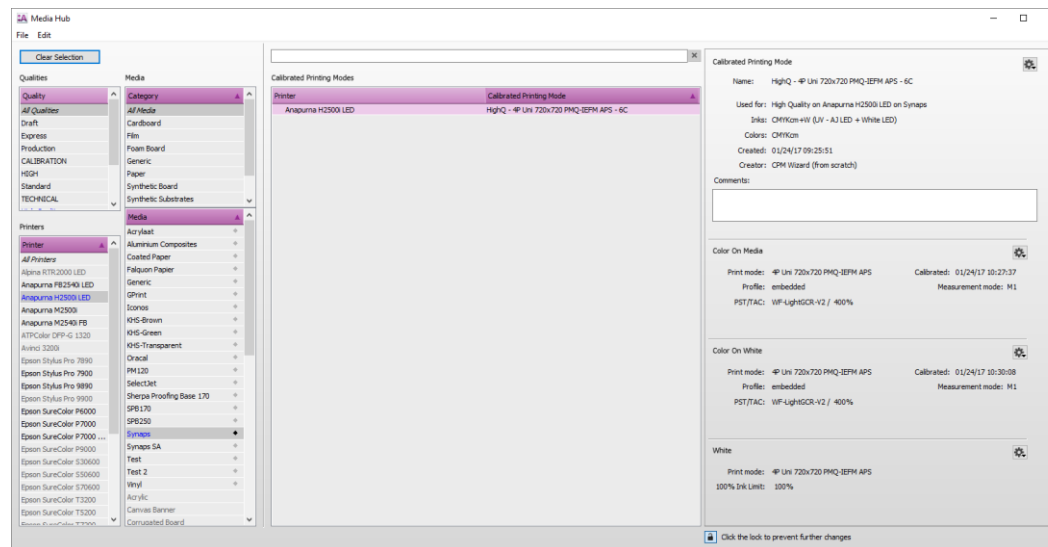 Media Hub
File Edit
Clear Selection
Qualities
Quality
All Qualities
Draft
Express
Production
CALIBRATION
HIGH
Standard
TECHNICAL
Printers
Printer
All Printers
Alpina RTR2000 LED
Anapurna FB2540i LED
Anapurna H2500i LED
Anapurna M2500i
Anapurna M2540i FB
ATPColor DFP-G 1320
Avinci 3200i
Epson Stylus Pro 7890
Epson Stylus Pro 7900
Epson Stylus Pro 9890
Epson Stylus Pro 9900
Epson SureColor P6000
Epson SureColor P7000
Epson SureColor P7000 ...
Epson SureColor P9000
Epson SureColor S30600
Epson SureColor S50600
Epson SureColor S70600
Epson SureColor T3200
Epson SureColor T5200
Media
Category
All Media
Cardboard
Film
Foam Board
Generic
Paper
Synthetic Board
Synthetic Substrates
Media
Acrylaat
Aluminium Composites
Coated Paper
Falquon Papier
Generic
GPrint
Iconos
KHS-Brown
KHS-Green
KHS-Transparent
Oracal
PM120
SelectJet
Sherpa Proofing Base 170
SPB170
SPB250
Synaps
Synaps SA
Test
Test 2
Vinyl
Acrylic
Canvas Banner
Corrugated Board
Calibrated Printing Modes
Printer Calibrated Printing Mode
Anapurna H2500i LED HighQ - 4P Uni 720x720 PMQ-IEFM APS - 6C
Calibrated Printing Mode
Name: HighQ - 4P Uni 720x720 PMQ-IEFM APS - 6C
Used for: High Quality on Anapurna H2500i LED on Synaps
Inks: CMYKcm+W (UV - AJ LED + White LED)
Colors: CMYKcm
Created: 01/24/17 09:25:51
Creator: CPM Wizard (from scratch)
Comments:
Color On Media
Print mode: 4P Uni 720x720 PMQ-IEFM APS Calibrated: 01/24/17 10:27:37
Profile: embedded Measurement mode: M1
PST/TAC: WF-LightGCR-V2 / 400%
Color On White
Print mode: 4P Uni 720x720 PMQ-IEFM APS Calibrated: 01/24/17 10:30:08
Profile: embedded Measurement mode: M1
PST/TAC: WF-LightGCR-V2 / 400%
White
Print mode: 4P Uni 720x720 PMQ-IEFM APS
100% Ink Limit: 100%
Click the lock to prevent further changes